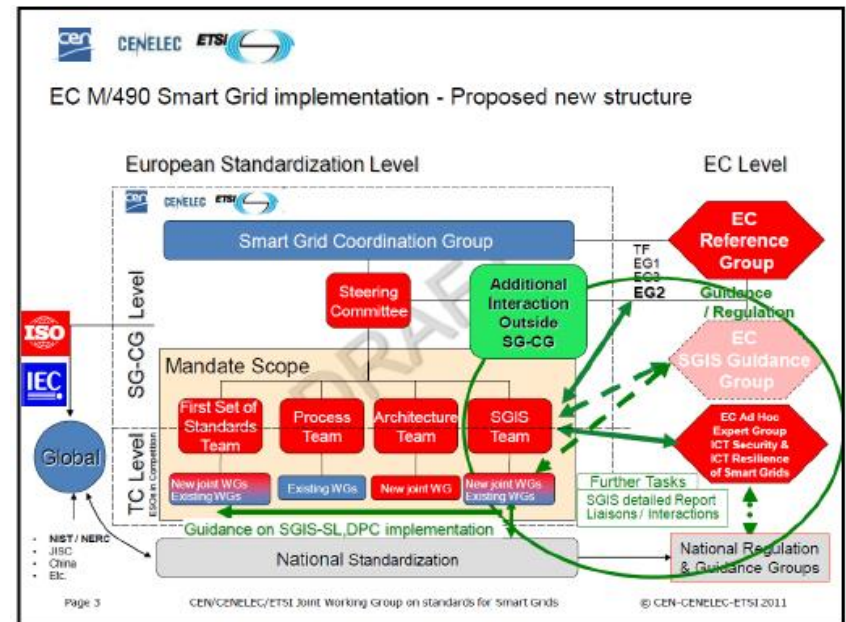 cen CENELEC ETSI
EC M/490 Smart Grid implementation - Proposed new structure
European Standardization Level
EC Level
cen CENELEC ETSI
Smart Grid Coordination Group
EC
Reference
Group
TF
EG1
EG3
EG2
Guidance
/ Regulation
Steering
Committee
Additional
Interaction
Outside
SG-CG
SG-CG Level
DRAFT
ISO
IEC
EC
SGIS Guidance
Group
Mandate Scope
First Set of
Standards
Team
Process
Team
Architecture
Team
SGIS
Team
EC Ad Hoc
Expert Group
ICT Security &
ICT Resilience
of Smart Grids
Global
TC Level
ESOs in Competition
New joint WGs
Existing WGs
Existing WGs
New joint WG
New joint WGs
Existing WGs
Further Tasks
SGIS detailed Report
Liaisons / Interactions
Guidance on SGIS-SL,DPC implementation
National Standardization
National Regulation
& Guidance Groups
• NIST / NERC
• JISC
• China
• Etc.
Page 3
CEN/CENELEC/ETSI Joint Working Group on standards for Smart Grids
© CEN-CENELEC-ETSI 2011